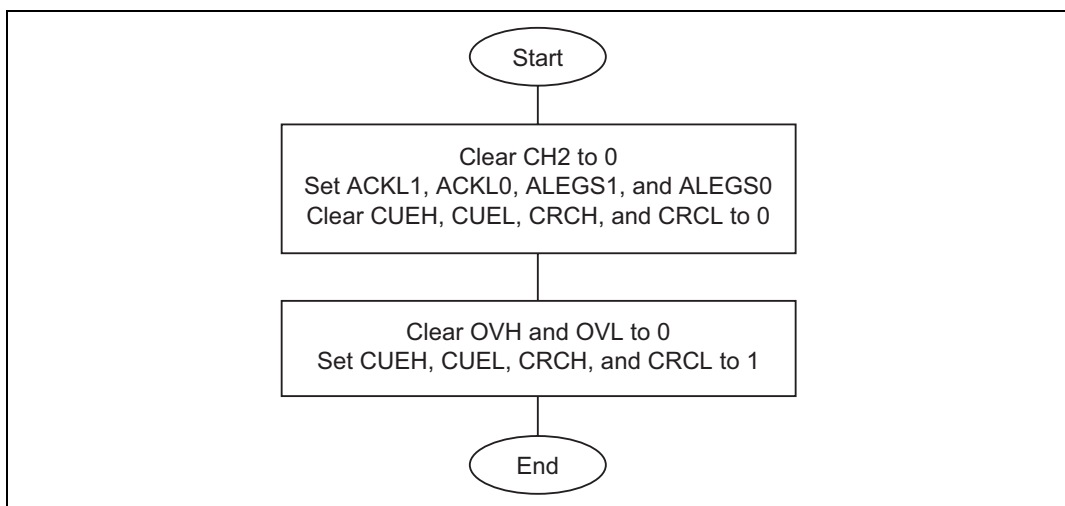 Start
Clear CH2 to 0
Set ACKL1, ACKL0, ALEGS1, and ALEGS0
Clear CUEH, CUEL, CRCH, and CRCL to 0
Clear OVH and OVL to 0
Set CUEH, CUEL, CRCH, and CRCL to 1
End